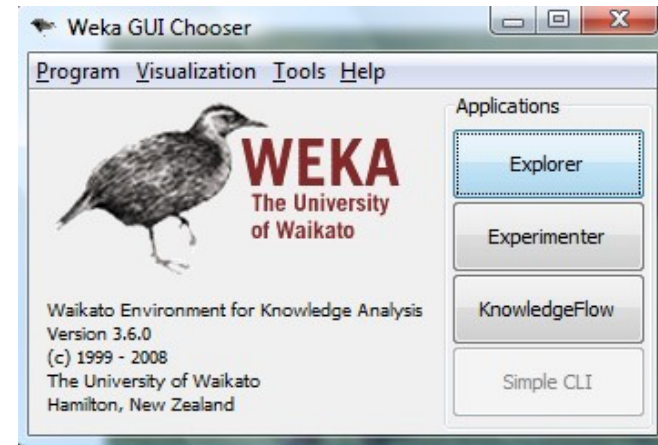 Weka GUI Chooser
Program Visualization Tools Help
WEKA
The University
of Waikato
Waikato Environment for Knowledge Analysis
Version 3.6.0
(c) 1999 - 2008
The University of Waikato
Hamilton, New Zealand
Applications
Explorer
Experimenter
KnowledgeFlow
Simple CLI